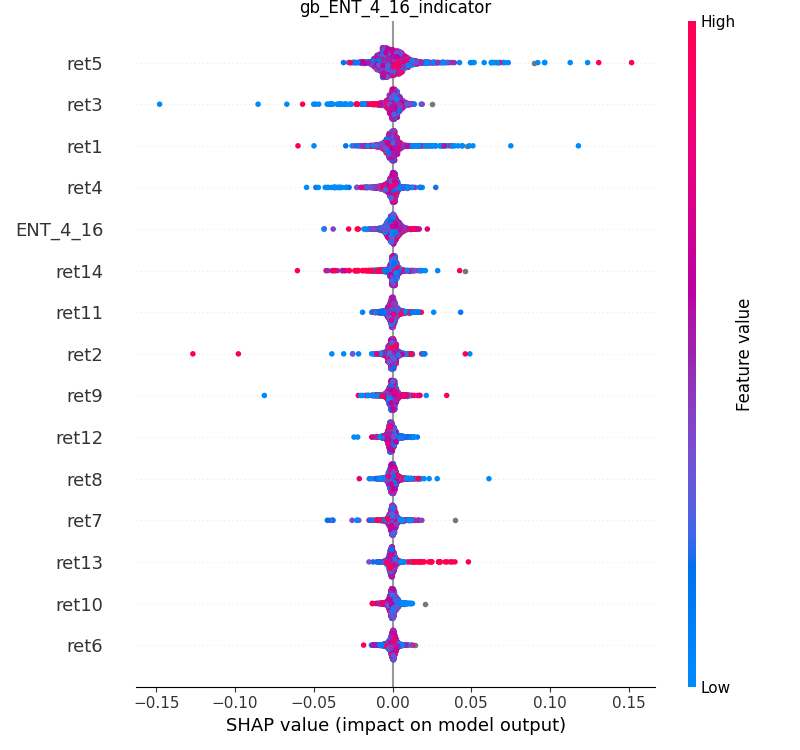 gb_ENT_4_16_indicator
High
ret5
ret3
ret1
ret4
ENT_4_16
ret14
ret11
ret2
ret9
ret12
ret8
ret7
ret13
ret10
ret6
Feature value
Low
−0.15 −0.10 −0.05 0.00 0.05 0.10 0.15
SHAP value (impact on model output)